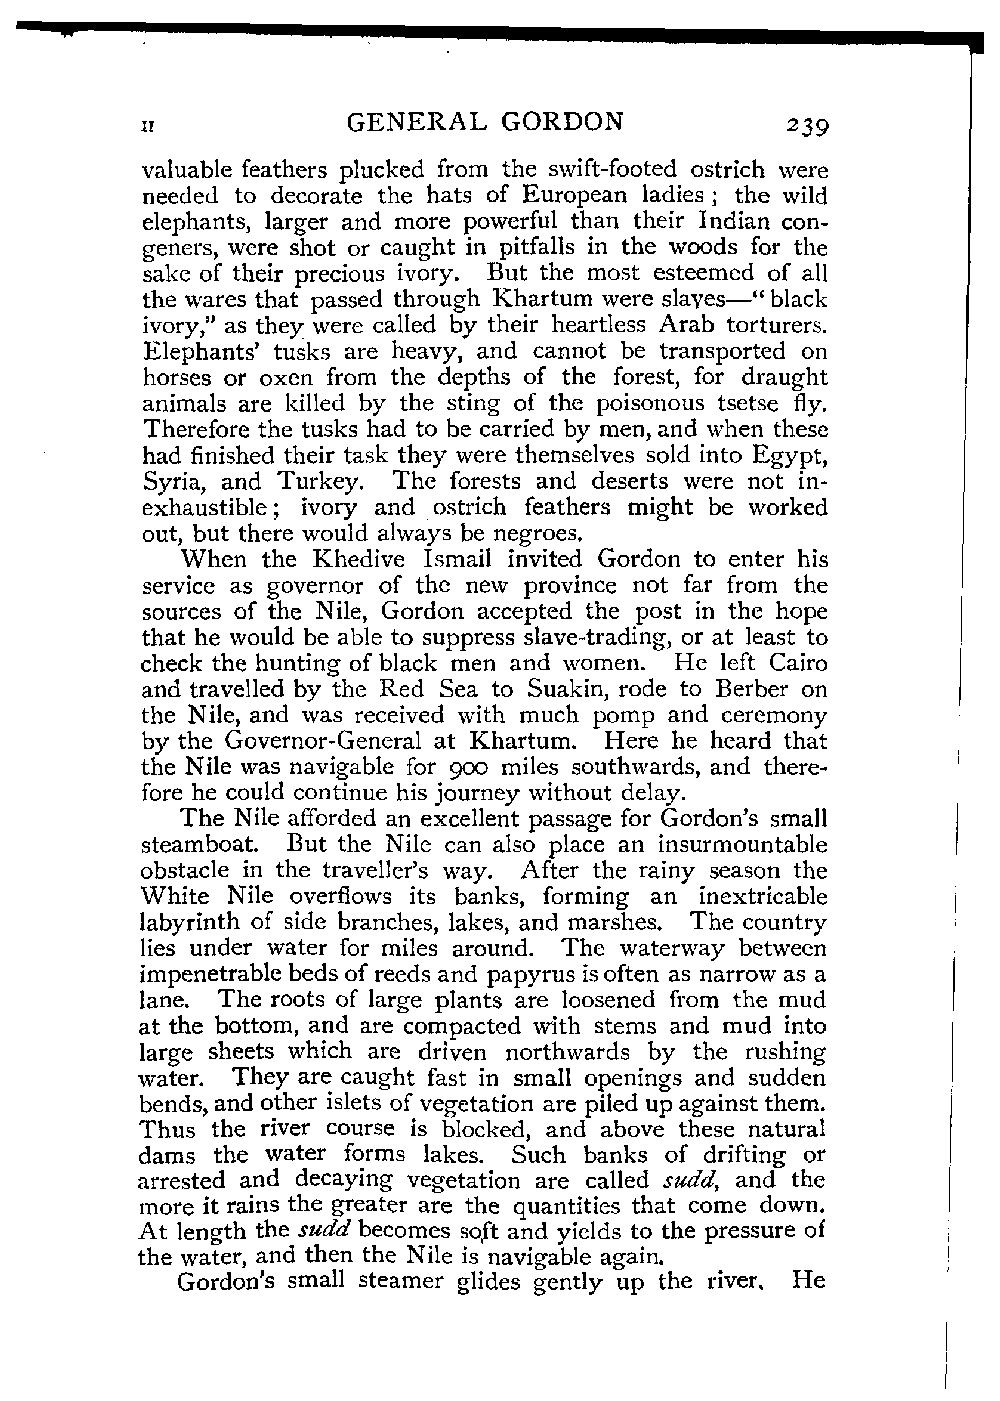 II GENERAL GORDON 239
valuable feathers plucked from the swift-footed ostrich were
needed to decorate the hats of European ladies; the wild
elephants, larger and more powerful than their Indian con-
geners, were shot or caught in pitfalls in the woods for the
sake of their precious ivory. But the most esteemed of all
the wares that passed through Khartum were slaves—"black
ivory," as they were called by their heartless Arab torturers.
Elephants' tusks are heavy, and cannot be transported on
horses or oxen from the depths of the forest, for draught
animals are killed by the sting of the poisonous tsetse fly.
Therefore the tusks had to be carried by men, and when these
had finished their task they were themselves sold into Egypt,
Syria, and Turkey. The forests and deserts were not in-
exhaustible; ivory and ostrich feathers might be worked
out, but there would always be negroes.
When the Khedive Ismail invited Gordon to enter his
service as governor of the new province not far from the
sources of the Nile, Gordon accepted the post in the hope
that he would be able to suppress slave-trading, or at least to
check the hunting of black men and women. He left Cairo
and travelled by the Red Sea to Suakin, rode to Berber on
the Nile, and was received with much pomp and ceremony
by the Governor-General at Khartum. Here he heard that
the Nile was navigable for 900 miles southwards, and there-
fore he could continue his journey without delay.
The Nile afforded an excellent passage for Gordon's small
steamboat. But the Nile can also place an insurmountable
obstacle in the traveller's way. After the rainy season the
White Nile overflows its banks, forming an inextricable
labyrinth of side branches, lakes, and marshes. The country
lies under water for miles around. The waterway between
impenetrable beds of reeds and papyrus is often as narrow as a
lane. The roots of large plants are loosened from the mud
at the bottom, and are compacted with stems and mud into
large sheets which are driven northwards by the rushing
water. They are caught fast in small openings and sudden
bends, and other islets of vegetation are piled up against them.
Thus the river course is blocked, and above these natural
dams the water forms lakes. Such banks of drifting or
arrested and decaying vegetation are called sudd, and the
more it rains the greater are the quantities that come down.
At length the sudd becomes soft and yields to the pressure of
the water, and then the Nile is navigable again.
Gordon's small steamer glides gently up the river. He